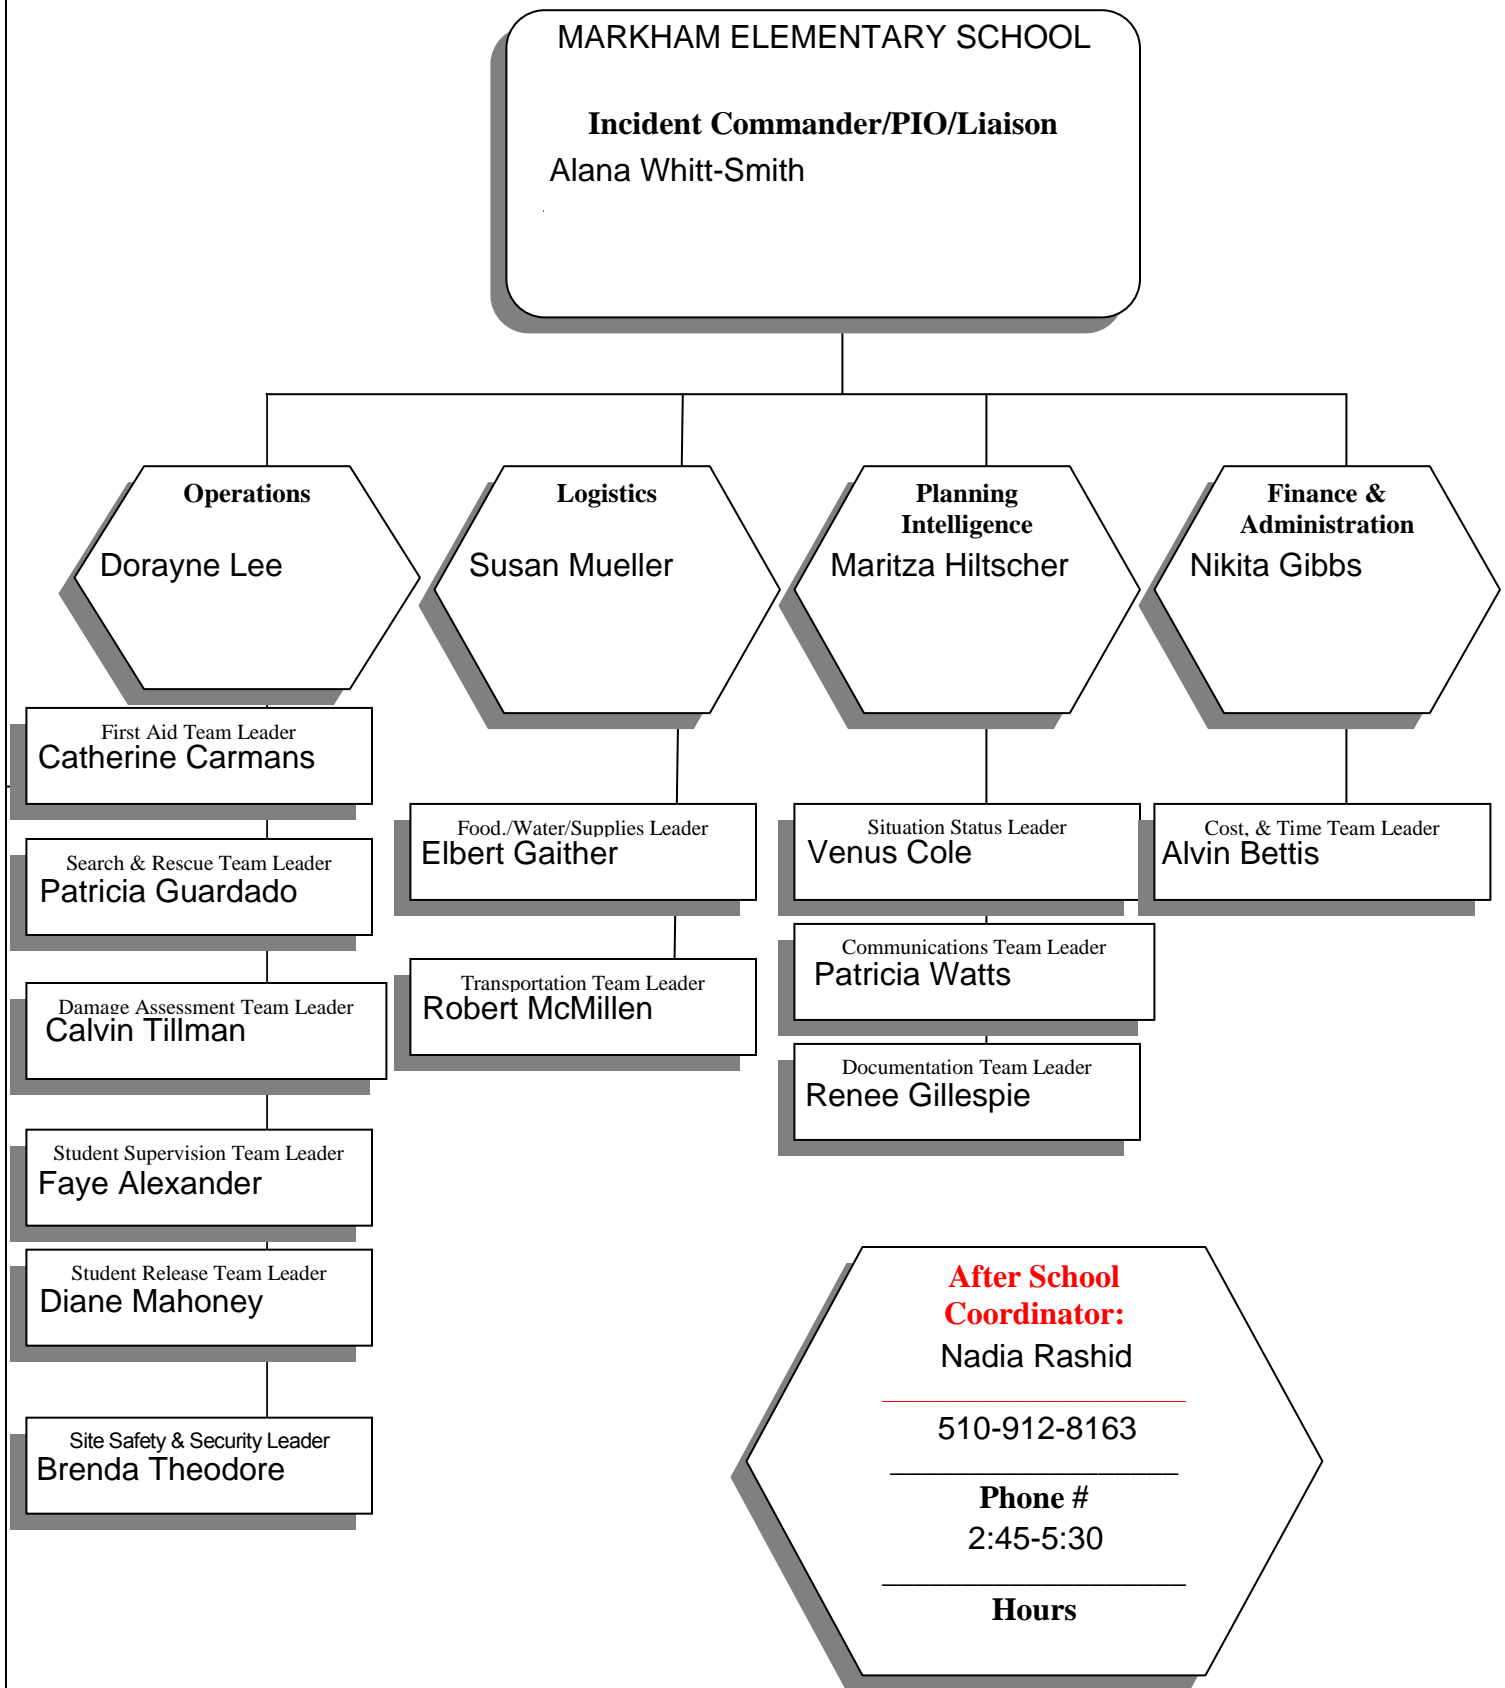 MARKHAM ELEMENTARY SCHOOL
Incident Commander/PIO/Liaison
Alana Whitt-Smith
Operations
Dorayne Lee
Logistics
Susan Mueller
Planning
Intelligence
Maritza Hiltscher
Finance &
Administration
Nikita Gibbs
First Aid Team Leader
Catherine Carmans
Search & Rescue Team Leader
Patricia Guardado
Damage Assessment Team Leader
Calvin Tillman
Student Supervision Team Leader
Faye Alexander
Student Release Team Leader
Diane Mahoney
Site Safety & Security Leader
Brenda Theodore
Food./Water/Supplies Leader
Elbert Gaither
Transportation Team Leader
Robert McMillen
Situation Status Leader
Venus Cole
Communications Team Leader
Patricia Watts
Documentation Team Leader
Renee Gillespie
Cost, & Time Team Leader
Alvin Bettis
After School
Coordinator:
Nadia Rashid
510-912-8163
Phone #
2:45-5:30
Hours